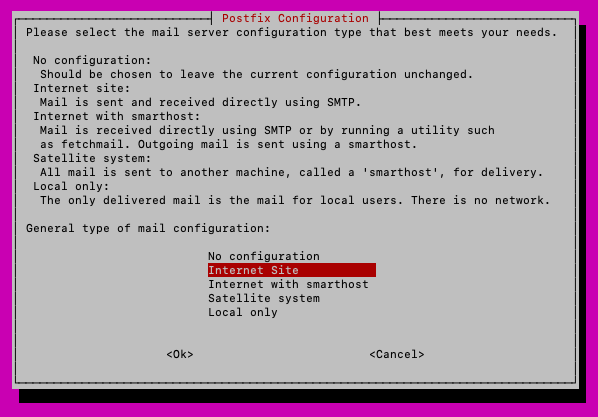 Postfix Configuration
Please select the mail server configuration type that best meets your needs.
No configuration:
Should be chosen to leave the current configuration unchanged.
Internet site:
Mail is sent and received directly using SMTP.
Internet with smarthost:
Mail is received directly using SMTP or by running a utility such
as fetchmail. Outgoing mail is sent using a smarthost.
Satellite system:
All mail is sent to another machine, called a 'smarthost', for delivery.
Local only:
The only delivered mail is the mail for local users. There is no network.
General type of mail configuration:
No configuration
Internet Site
Internet with smarthost
Satellite system
Local only
<Ok> <Cancel>